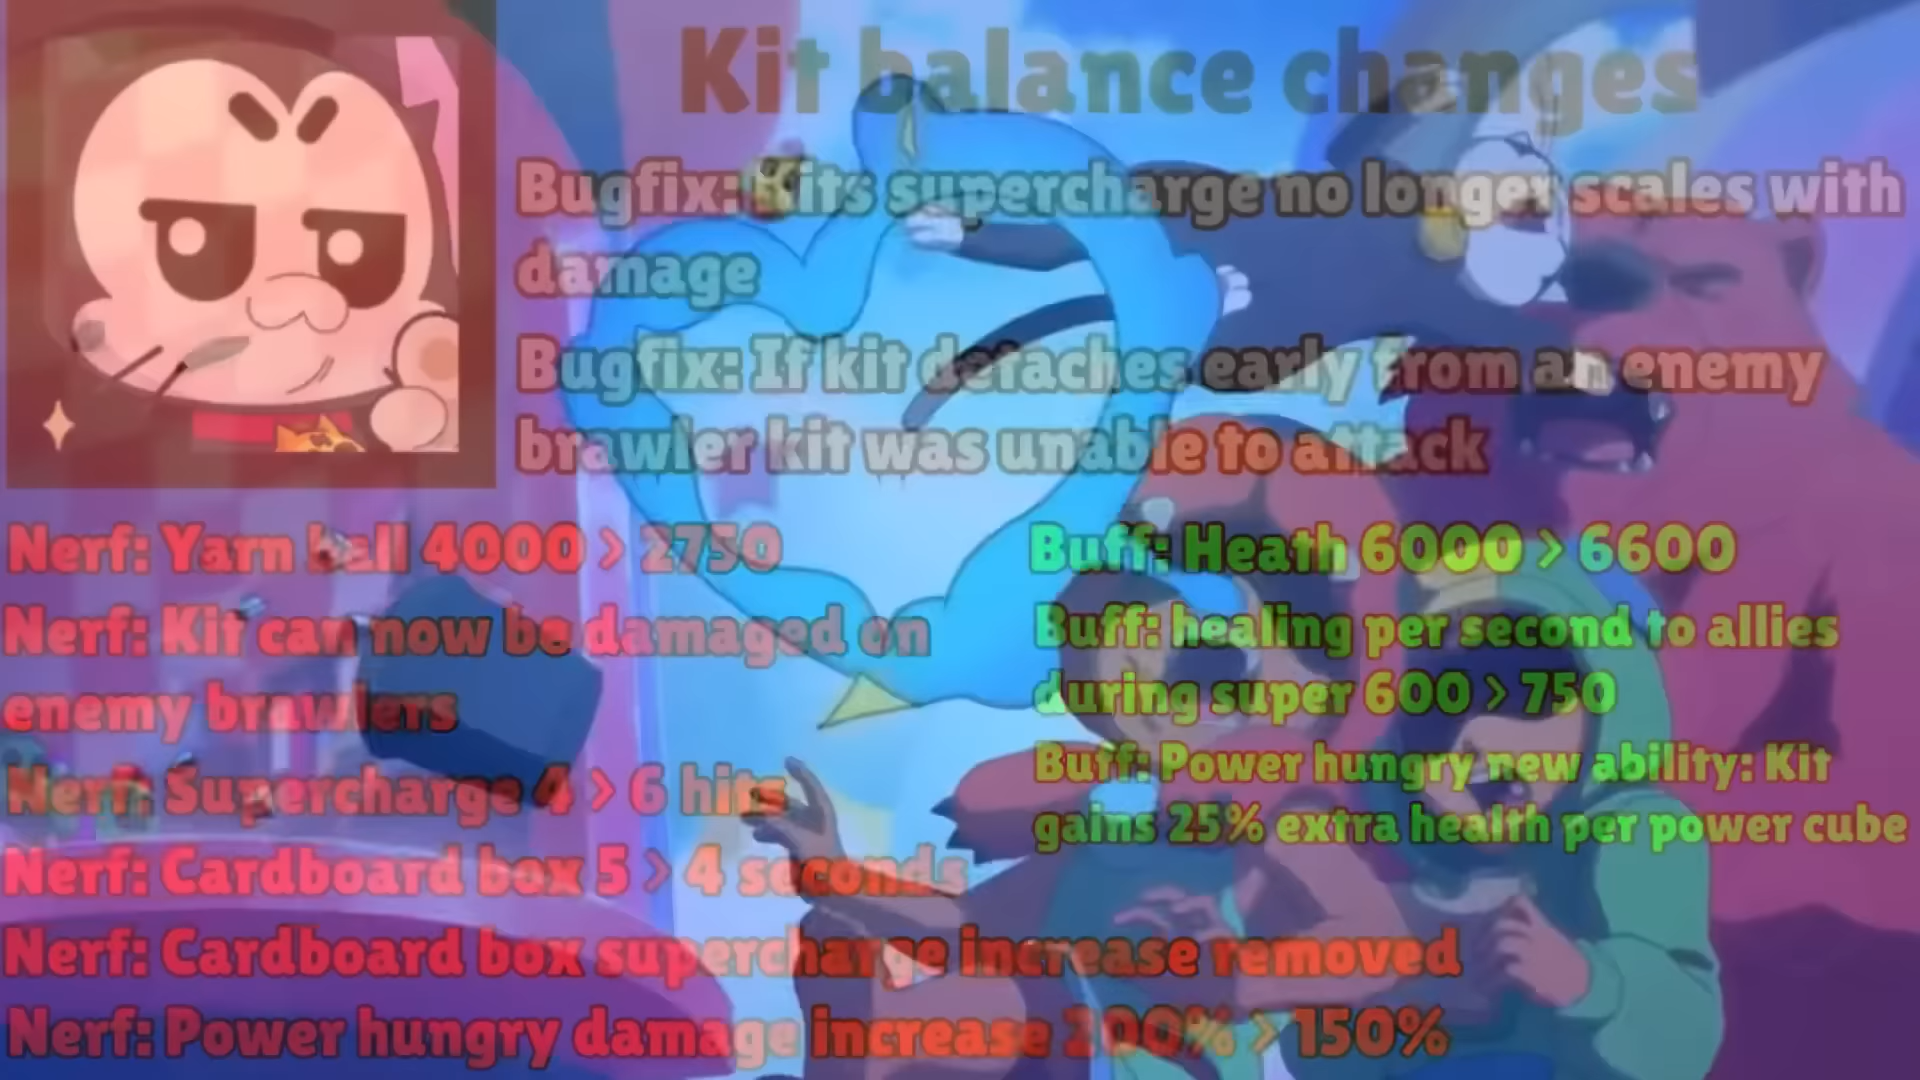 Kit balance changes
Bugfix: Kits supercharge no longer scales with
damage
Bugfix: If kit detaches early from an enemy
brawler kit was unable to attack
Nerf: Yarn ball 4000 > 2750
Nerf: Kit can now be damaged on
enemy brawlers
Nerf: Supercharge 4 > 6 hits
Nerf: Cardboard box 5 > 4 seconds
Nerf: Cardboard box supercharge increase removed
Nerf: Power hungry damage increase 200% > 150%
Buff: Heath 6000 > 6600
Buff: healing per second to allies
during super 600 > 750
Buff: Power hungry new ability: Kit
gains 25% extra health per power cube